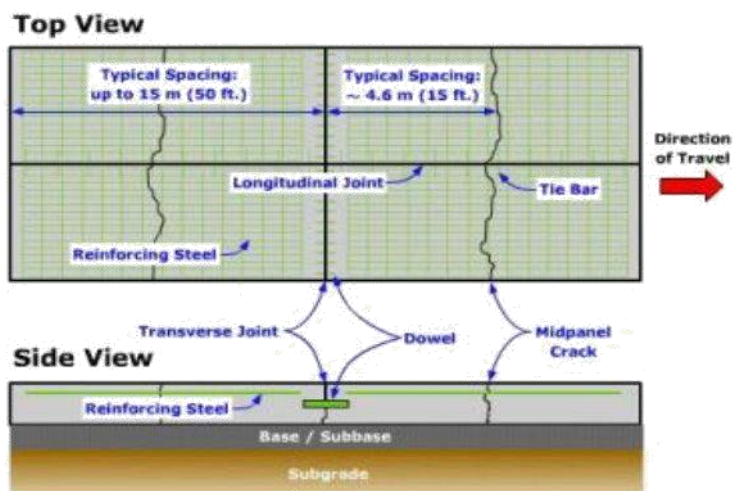 Top View
Typical Spacing:
up to 15 m (50 ft.)
Typical Spacing:
~ 4.6 m (15 ft.)
Direction
of Travel
Longitudinal Joint
Tie Bar
Reinforcing Steel
Transverse Joint
Dowel
Midpanel
Crack
Side View
Reinforcing Steel
Base / Subbase
Subgrade